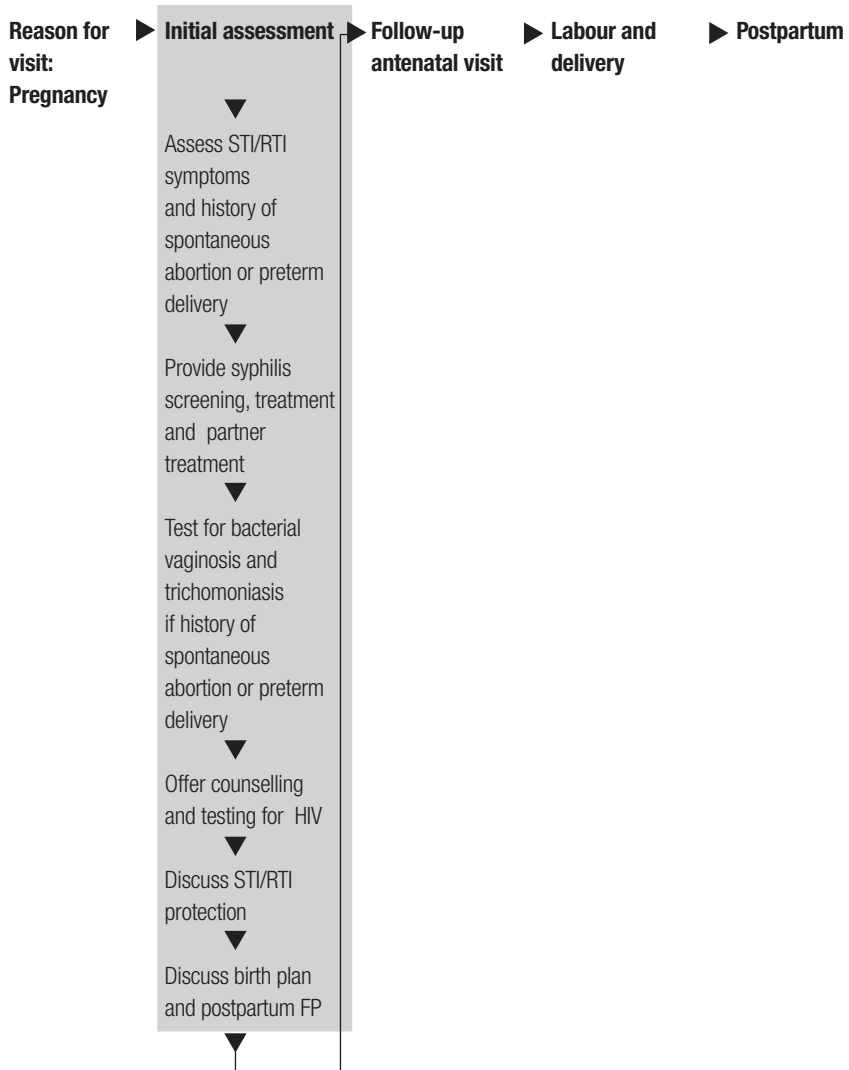 Reason for
visit:
Pregnancy
Initial assessment
Follow-up
antenatal visit
Labour and
delivery
Postpartum
Assess STI/RTI
symptoms
and history of
spontaneous
abortion or preterm
delivery
Provide syphilis
screening, treatment
and partner
treatment
Test for bacterial
vaginosis and
trichomoniasis
if history of
spontaneous
abortion or preterm
delivery
Offer counselling
and testing for HIV
Discuss STI/RTI
protection
Discuss birth plan
and postpartum FP